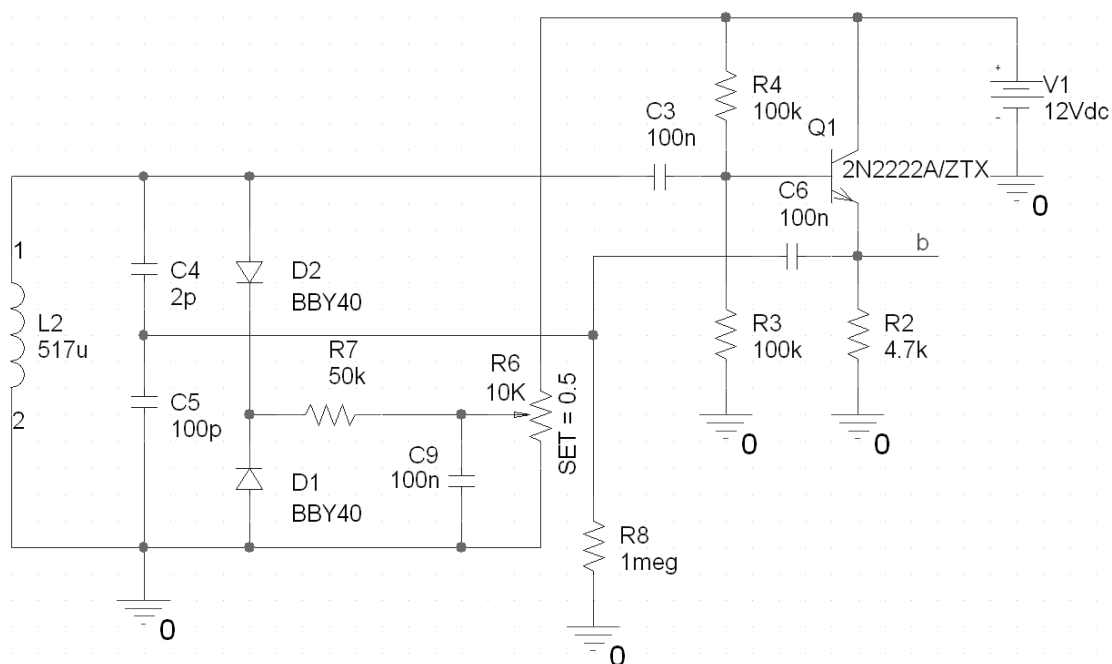 R4
100k
+
V1
12Vdc
-
C3
100n
Q1
2N2222A/ZTX
0
C6
100n
b
1
C4
2p
D2
BBY40
L2
517u
R7
50k
R6
10K
SET = 0.5
R3
100k
R2
4.7k
2
C5
100p
C9
100n
D1
BBY40
0
0
R8
1meg
0
0